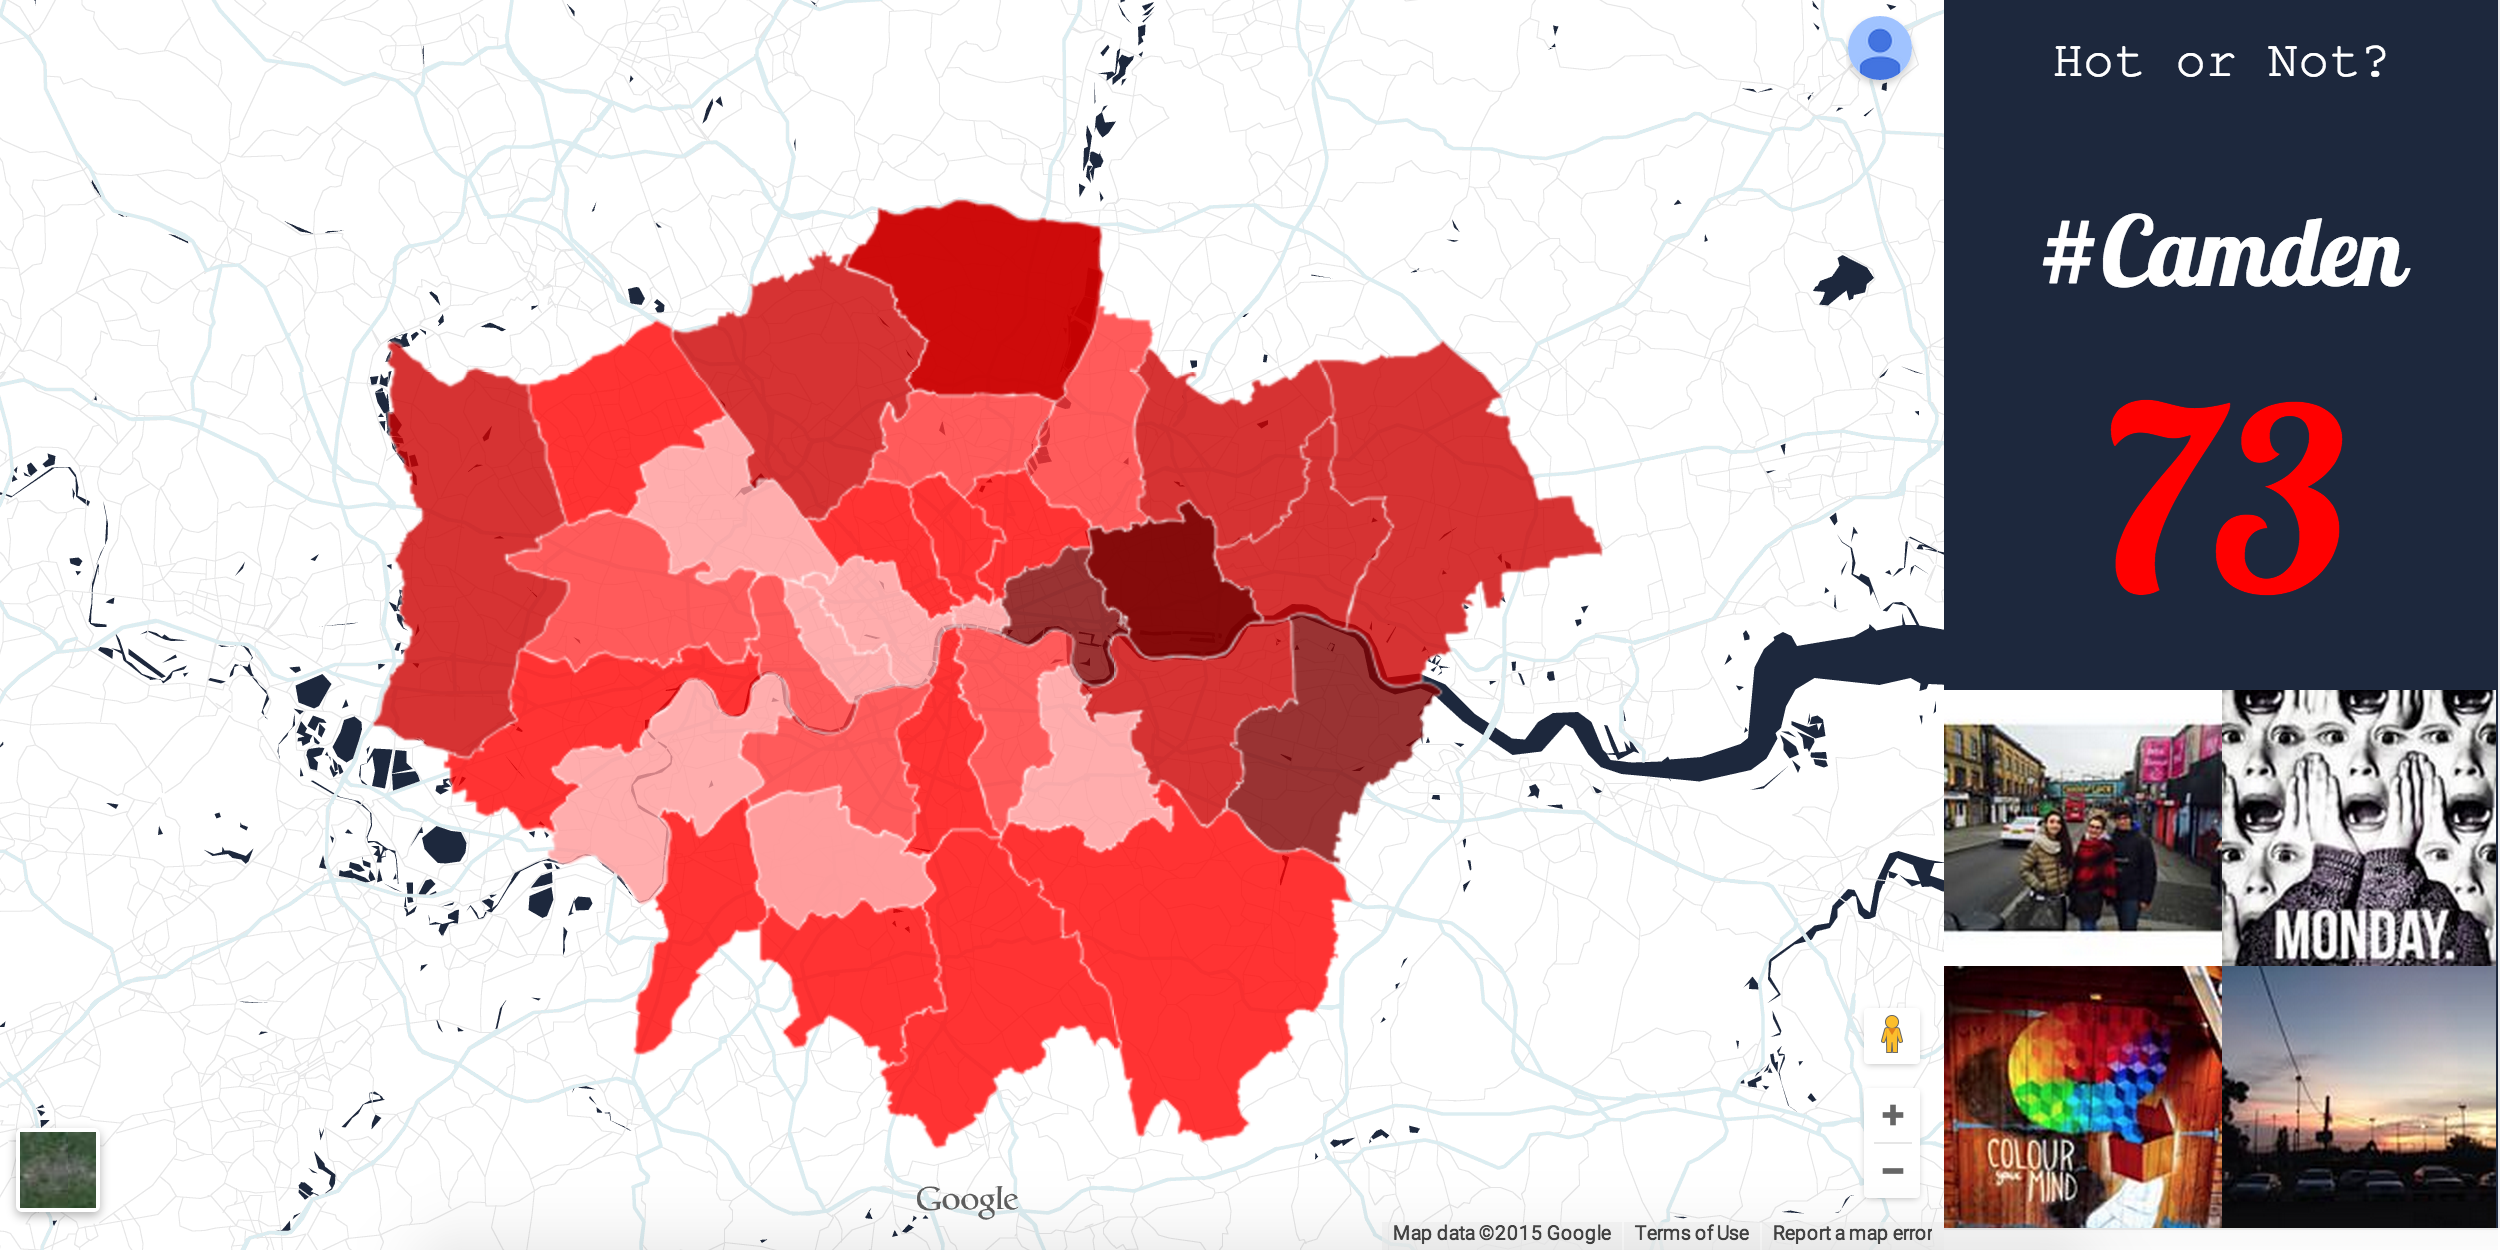 Hot or Not?
#Camden
73
MONDAY.
COLOUR
your
MIND
Google
Map data ©2015 Google
Terms of Use
Report a map error